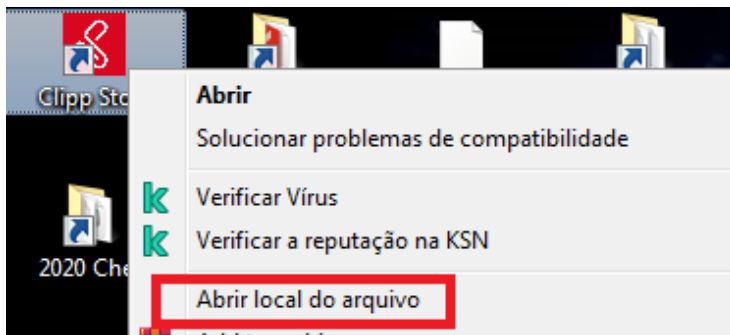 Clipp Sto
Abrir
Solucionar problemas de compatibilidade
Verificar Vírus
Verificar a reputação na KSN
2020 Che
Abrir local do arquivo